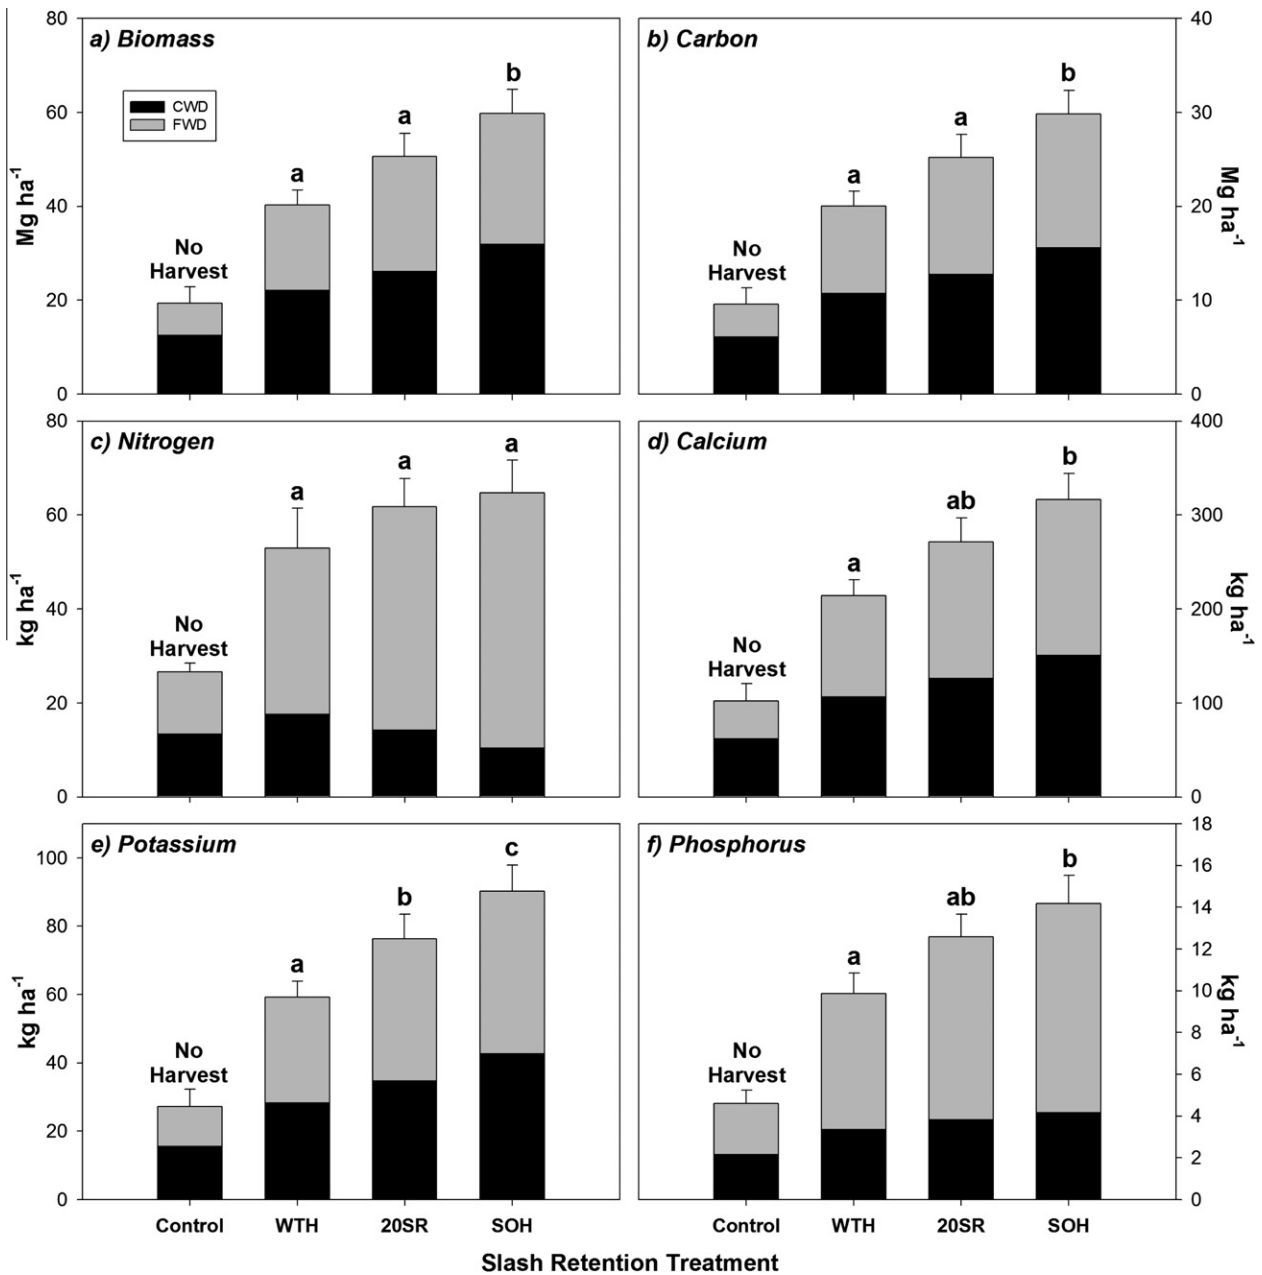 a) Biomass
80
60
40
20
0
Mg ha-1
CWD
FWD
No
Harvest
a
a
b
b) Carbon
40
30
20
10
0
Mg ha-1
No
Harvest
a
a
b
c) Nitrogen
80
60
40
20
0
kg ha-1
No
Harvest
a
a
a
d) Calcium
400
300
200
100
0
kg ha-1
No
Harvest
a
ab
b
e) Potassium
100
80
60
40
20
0
kg ha-1
No
Harvest
a
b
c
Control WTH 20SR SOH
f) Phosphorus
18
16
14
12
10
8
6
4
2
0
kg ha-1
No
Harvest
a
ab
b
Control WTH 20SR SOH
Slash Retention Treatment